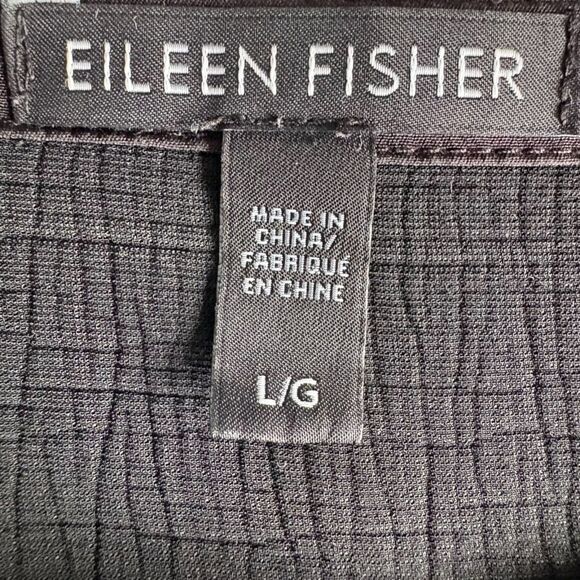 EILEEN FISHER
MADE IN
CHINA/
FABRIQUÉ
EN CHINE
L/G